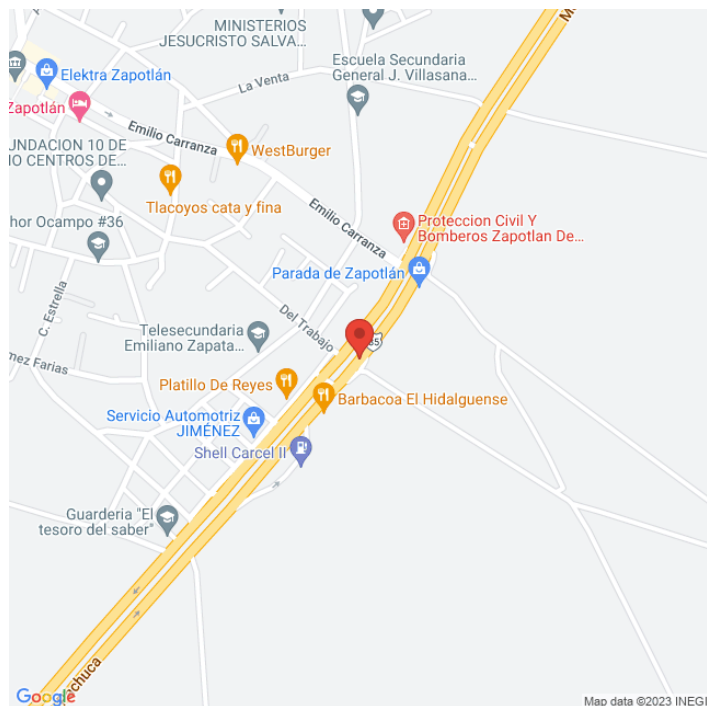 MINISTERIOS
JESUCRISTO SALVA...
Escuela Secundaria
General J. Villasana...
Elektra Zapotlán
La Venta
Zapotlán
Emilio Carranza
UNDACION 10 DE
IO CENTROS DE...
WestBurger
Tlacoyos cata y fina
Emilio Carranza
Proteccion Civil Y
Bomberos Zapotlan De...
hor Ocampo #36
Parada de Zapotlán
C. Estrella
Del Trabajo
Telesecundaria
Emiliano Zapata...
85
mez Farias
Platillo De Reyes
Barbacoa El Hidalguense
Servicio Automotriz
JIMÉNEZ
Shell Carcel II
Guarderia "El
tesoro del saber"
achuca
Google
Map data ©2023 INEGI